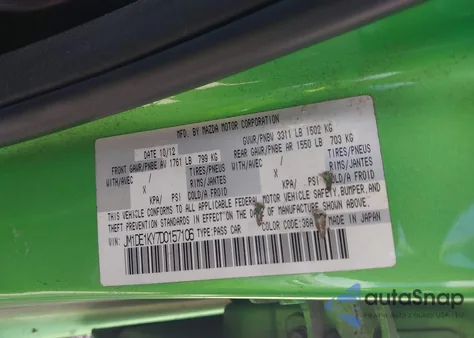 MFD. BY MAZDA MOTOR CORPORATION
DATE 10/12 GVWR/PNBV 3311 LB 1502 KG
FRONT GAWR/PNBE AV 1761 LB 799 KG REAR GAWR/PNBE AR 1550 LB 703 KG
WITH/AVEC TIRES/PNEUS WITH/AVEC TIRES/PNEUS
X RIMS/JANTES X RIMS/JANTES
KPA/ PSI COLD/A FROID KPA/ PSI COLD/A FROID
THIS VEHICLE CONFORMS TO ALL APPLICABLE FEDERAL MOTOR VEHICLE SAFETY, BUMPER, AND
THEFT PREVENTION STANDARDS IN EFFECT ON THE DATE OF MANUFACTURE SHOWN ABOVE.
VIN: JM1DE1KY7D0157106 TYPE:PASS CAR COLOR CODE:36A MADE IN JAPAN
autoSnap